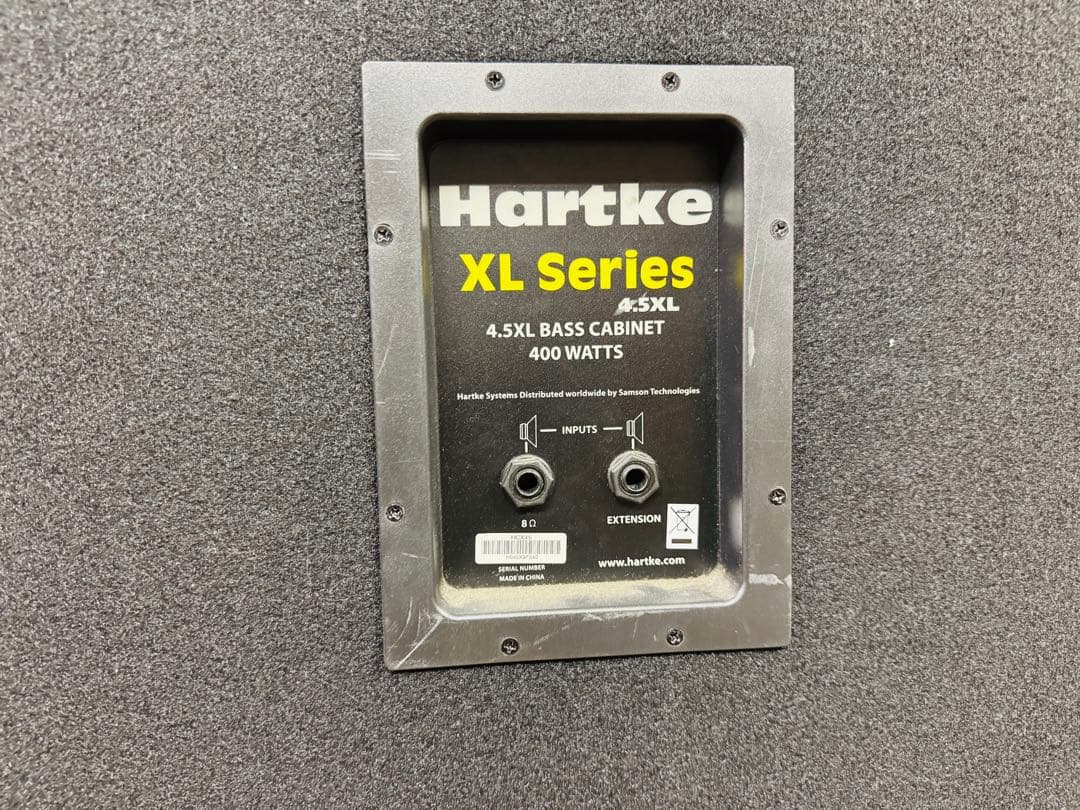 Hartke
XL Series
4.5XL
4.5XL BASS CABINET
400 WATTS
Hartke Systems Distributed worldwide by Samson Technologies
INPUTS
8 Ω
EXTENSION
HCX45
SERIAL NUMBER
MADE IN CHINA
www.hartke.com